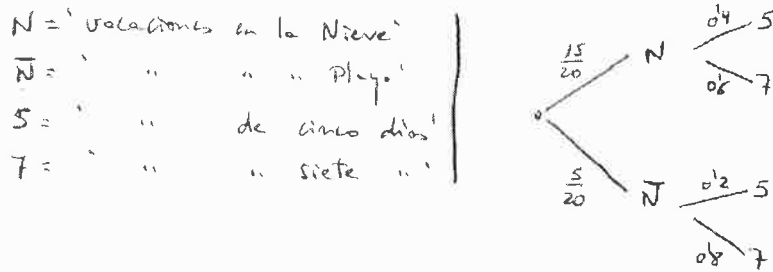 N = ' vacaciones en la Nieve'
N̅ = ' " " " Playa'
5 = ' " de cinco dias'
7 = ' " " siete " '
15/20 N 0'4 5
0'6 7
5/20 N̅ 0'2 5
0'8 7